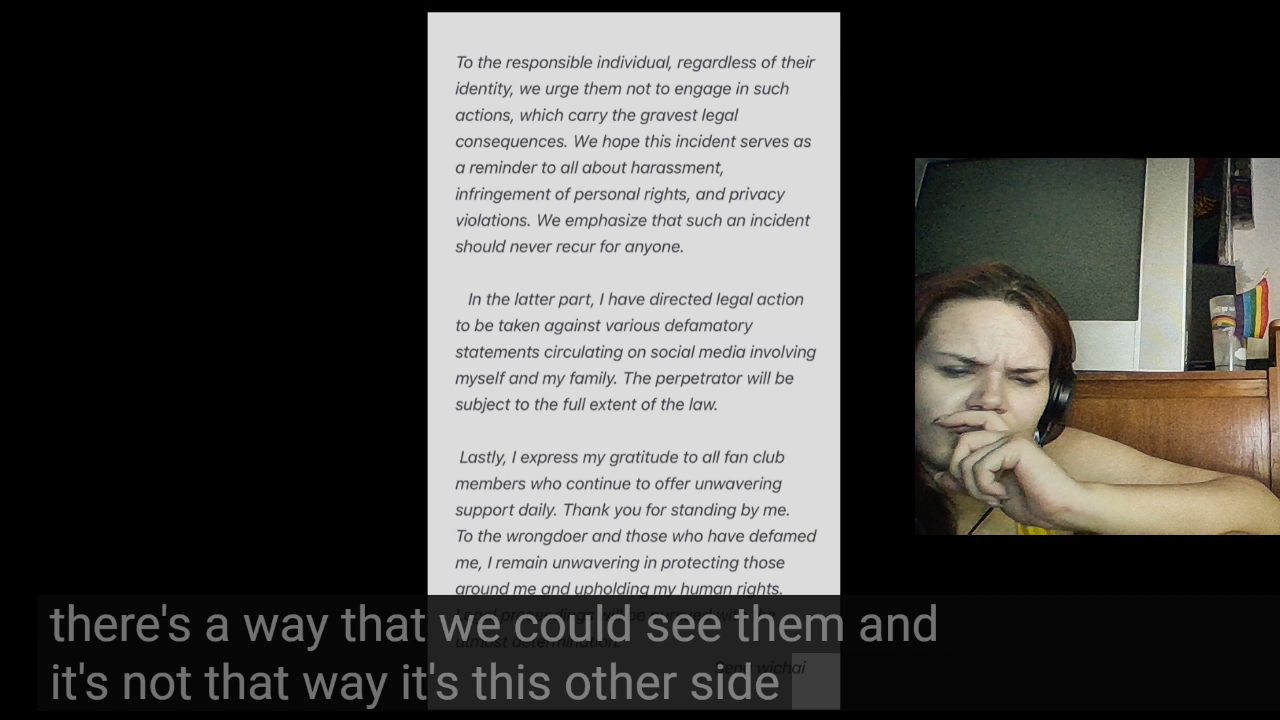 To the responsible individual, regardless of their
identity, we urge them not to engage in such
actions, which carry the gravest legal
consequences. We hope this incident serves as
a reminder to all about harassment,
infringement of personal rights, and privacy
violations. We emphasize that such an incident
should never recur for anyone.
In the latter part, I have directed legal action
to be taken against various defamatory
statements circulating on social media involving
myself and my family. The perpetrator will be
subject to the full extent of the law.
Lastly, I express my gratitude to all fan club
members who continue to offer unwavering
support daily. Thank you for standing by me.
To the wrongdoer and those who have defamed
me, I remain unwavering in protecting those
around me and upholding my human rights.
Legal proceedings will be
utmost determination.
wichai
there's a way that we could see them and
it's not that way it's this other side